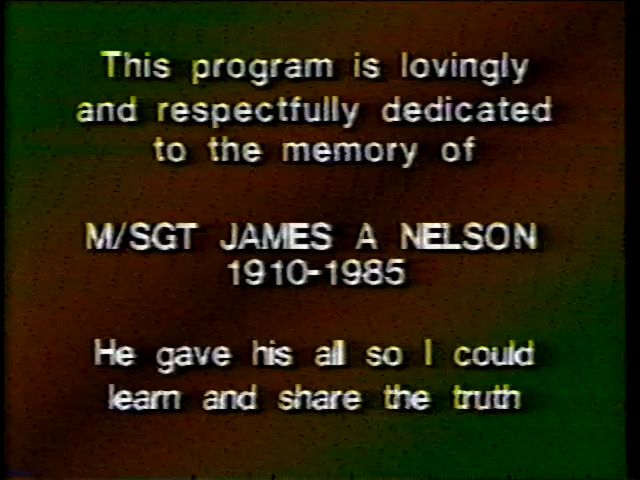 This program is lovingly
and respectfully dedicated
to the memory of
M/SGT JAMES A NELSON
1910-1985
He gave his all so I could
learn and share the truth